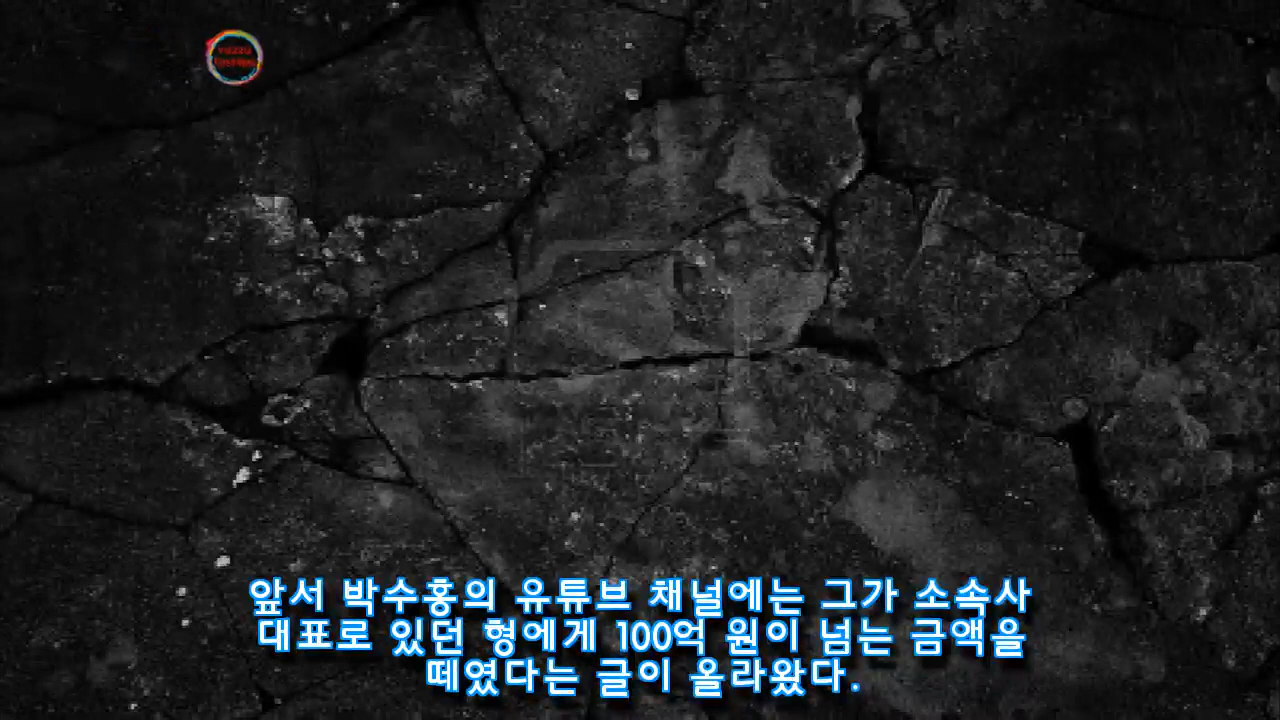 앞서 박수홍의 유튜브 채널에는 그가 소속사
대표로 있던 형에게 100억 원이 넘는 금액을
떼였다는 글이 올라왔다.